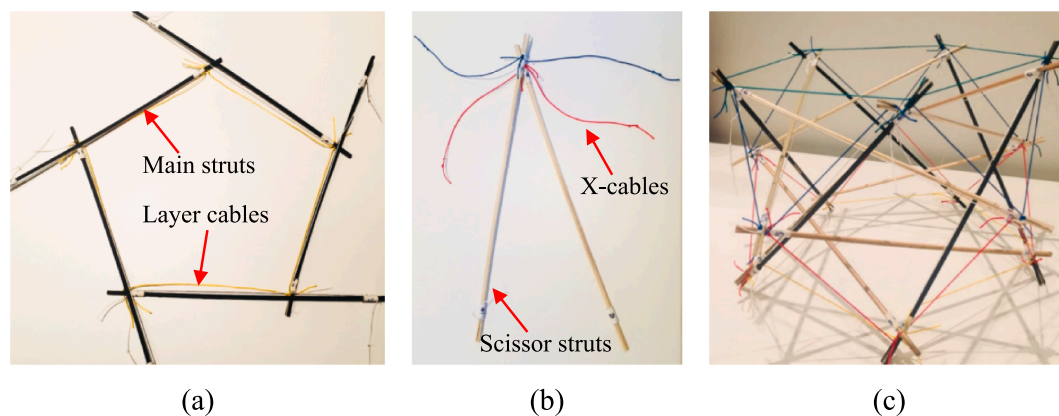 Main struts
Layer cables
X-cables
Scissor struts
(a)
(b)
(c)